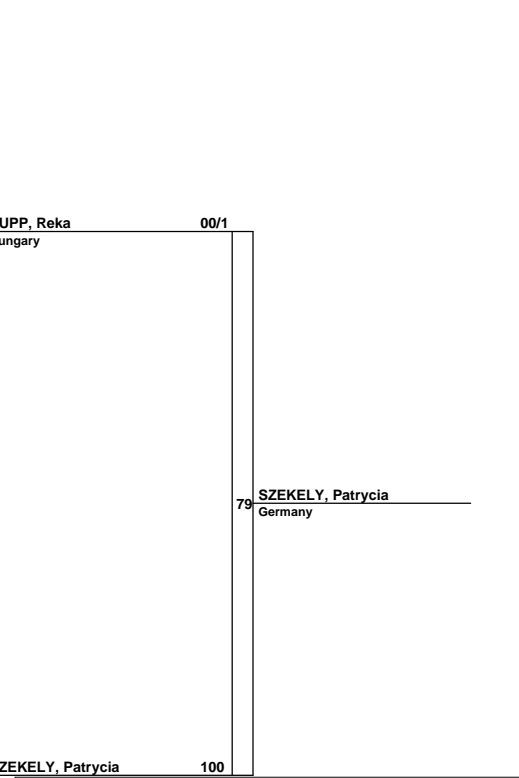 UPP, Reka 00/1
ungary
79
SZEKELY, Patrycia
Germany
ZEKELY, Patrycia 100